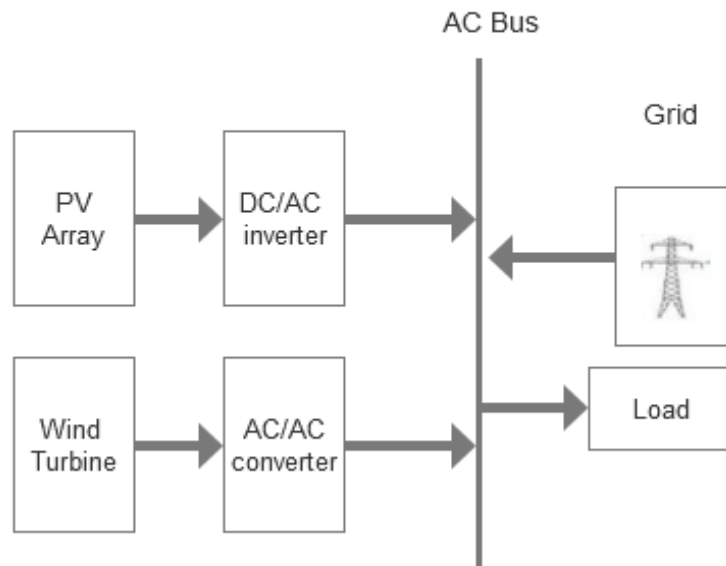 AC Bus
Grid
PV
Array
DC/AC
inverter
Wind
Turbine
AC/AC
converter
Load